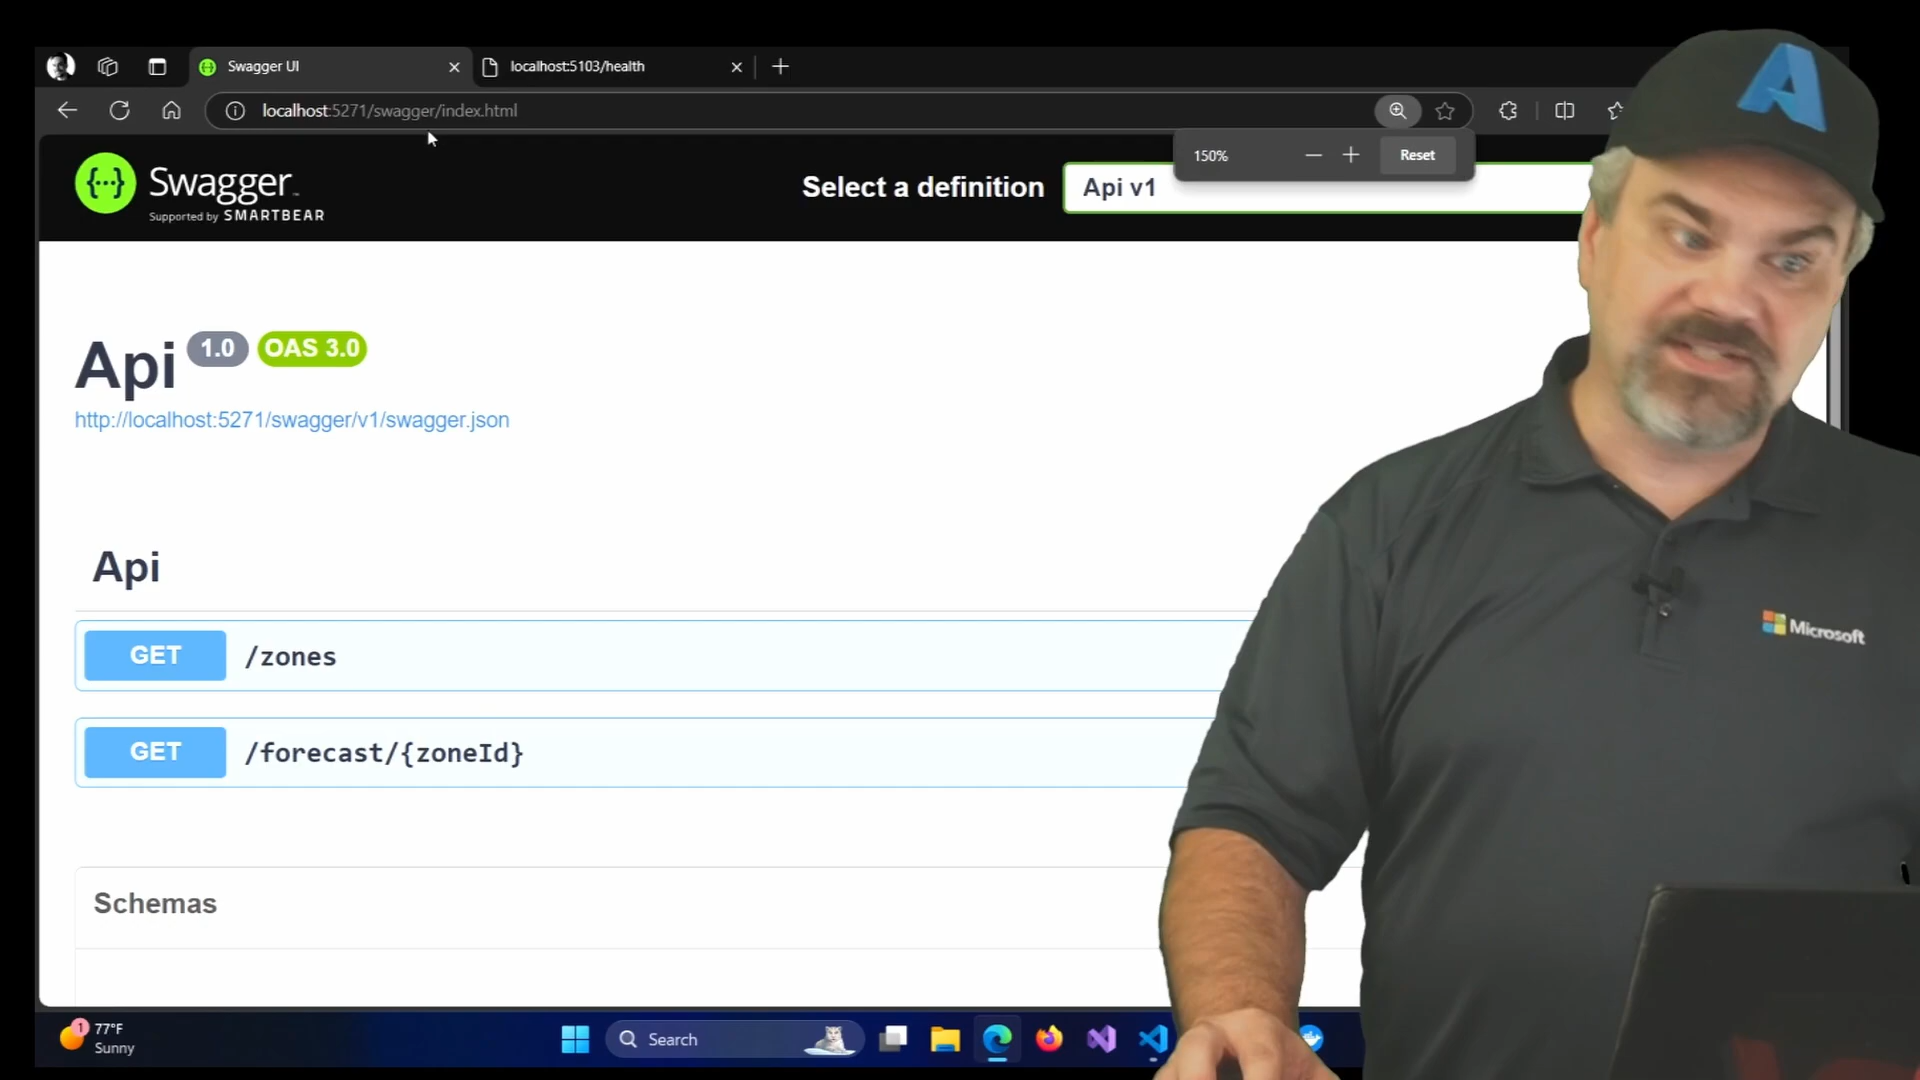 Swagger UI
localhost:5103/health
localhost:5271/swagger/index.html
150%
Reset
Swagger
Supported by SMARTBEAR
Select a definition
Api v1
Api 1.0 OAS 3.0
http://localhost:5271/swagger/v1/swagger.json
Api
GET /zones
GET /forecast/{zoneId}
Schemas
Microsoft
1
77°F
Sunny
Search